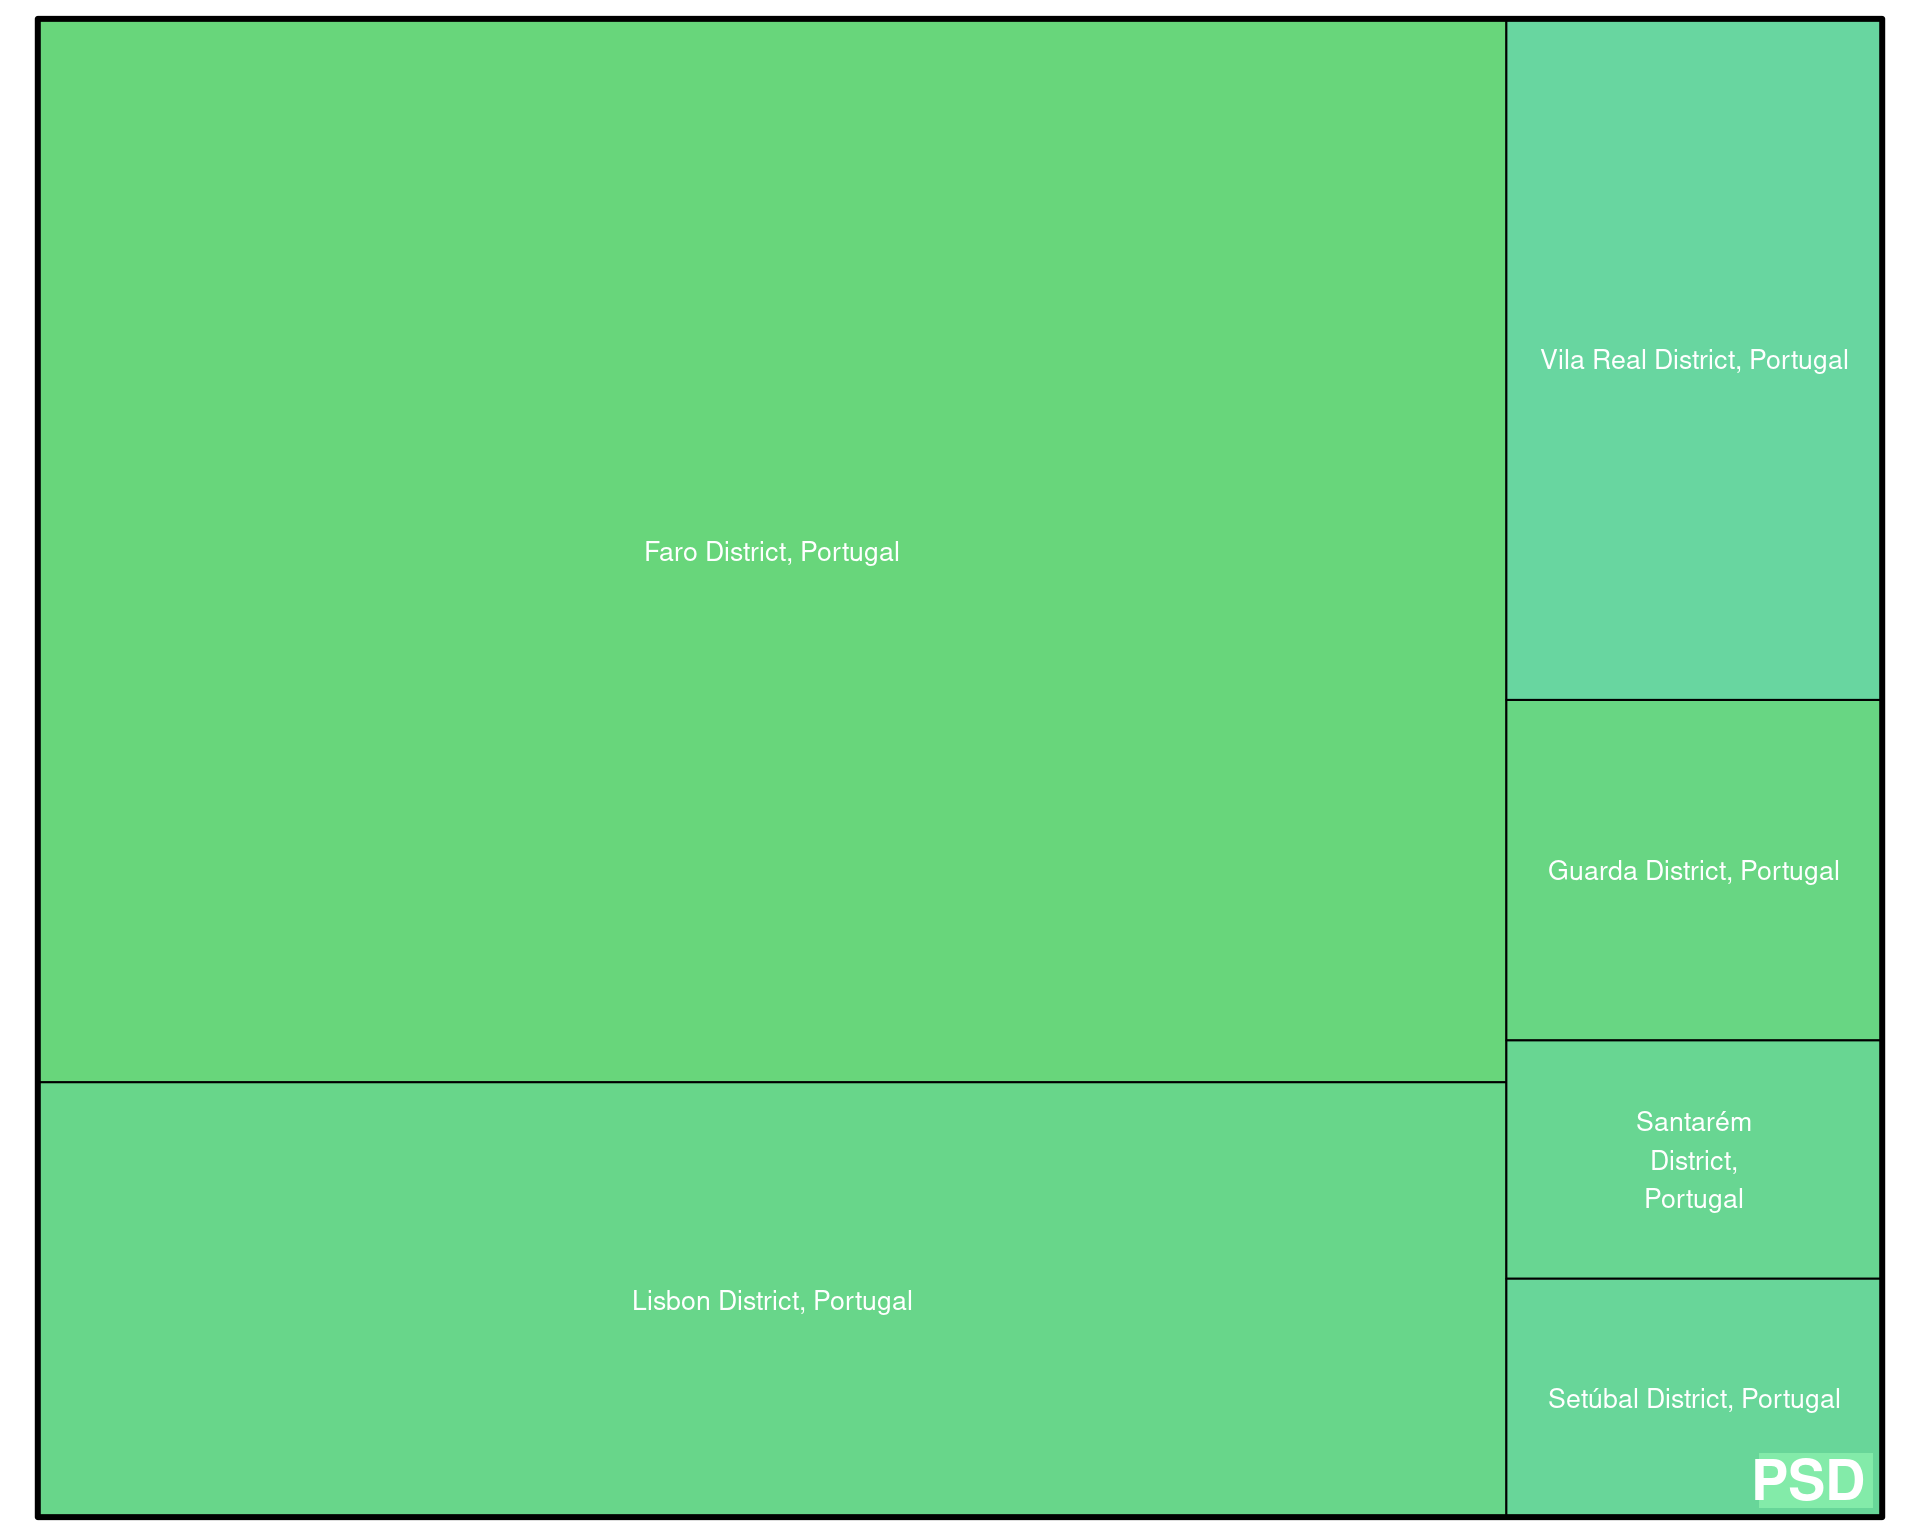 Faro District, Portugal
Lisbon District, Portugal
Vila Real District, Portugal
Guarda District, Portugal
Santarém
District,
Portugal
Setúbal District, Portugal
PSD